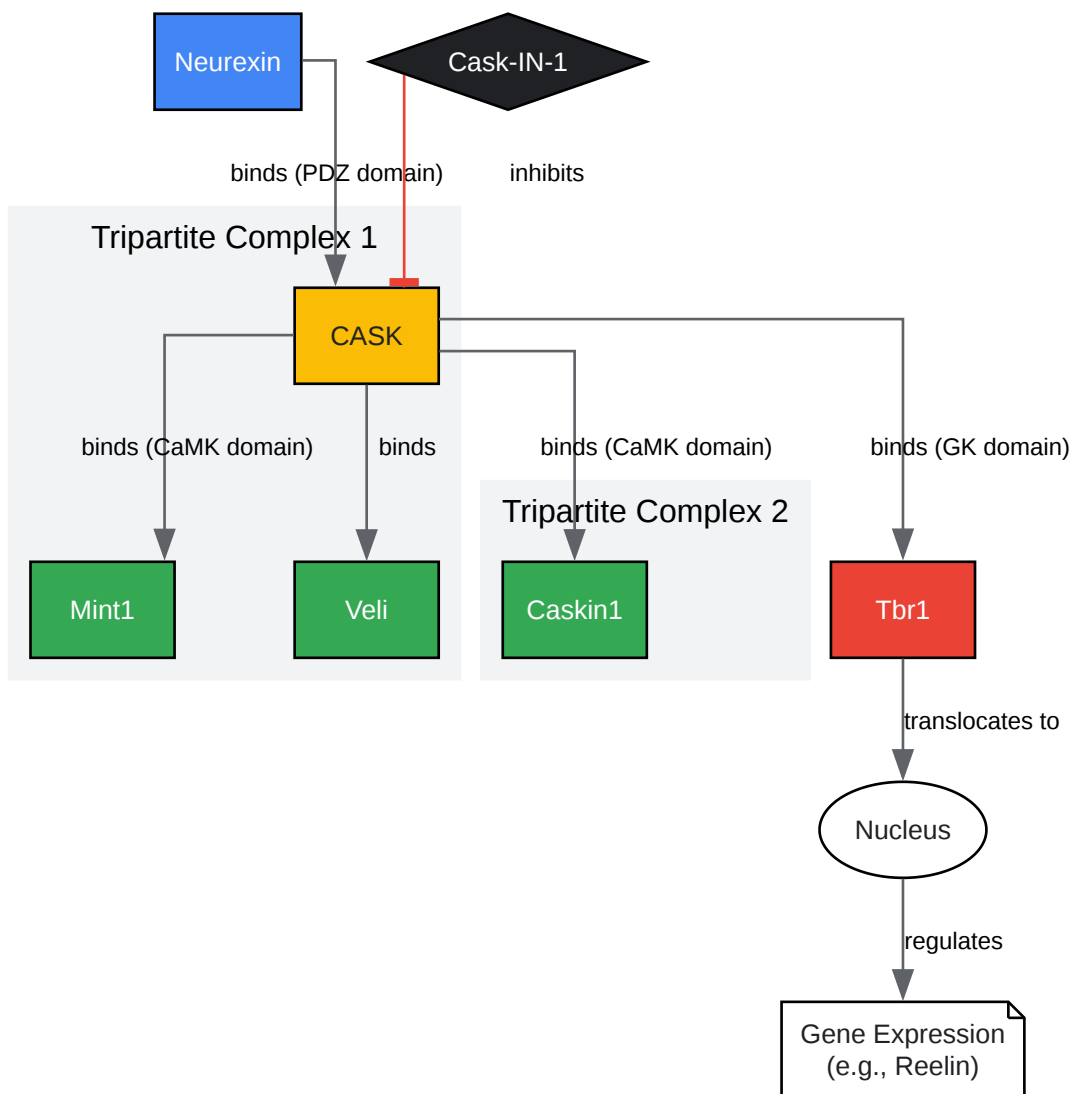 Neurexin
Cask-IN-1
binds (PDZ domain)
inhibits
Tripartite Complex 1
CASK
binds (CaMK domain)
binds
binds (CaMK domain)
binds (GK domain)
Tripartite Complex 2
Mint1
Veli
Caskin1
Tbr1
translocates to
Nucleus
regulates
Gene Expression
(e.g., Reelin)